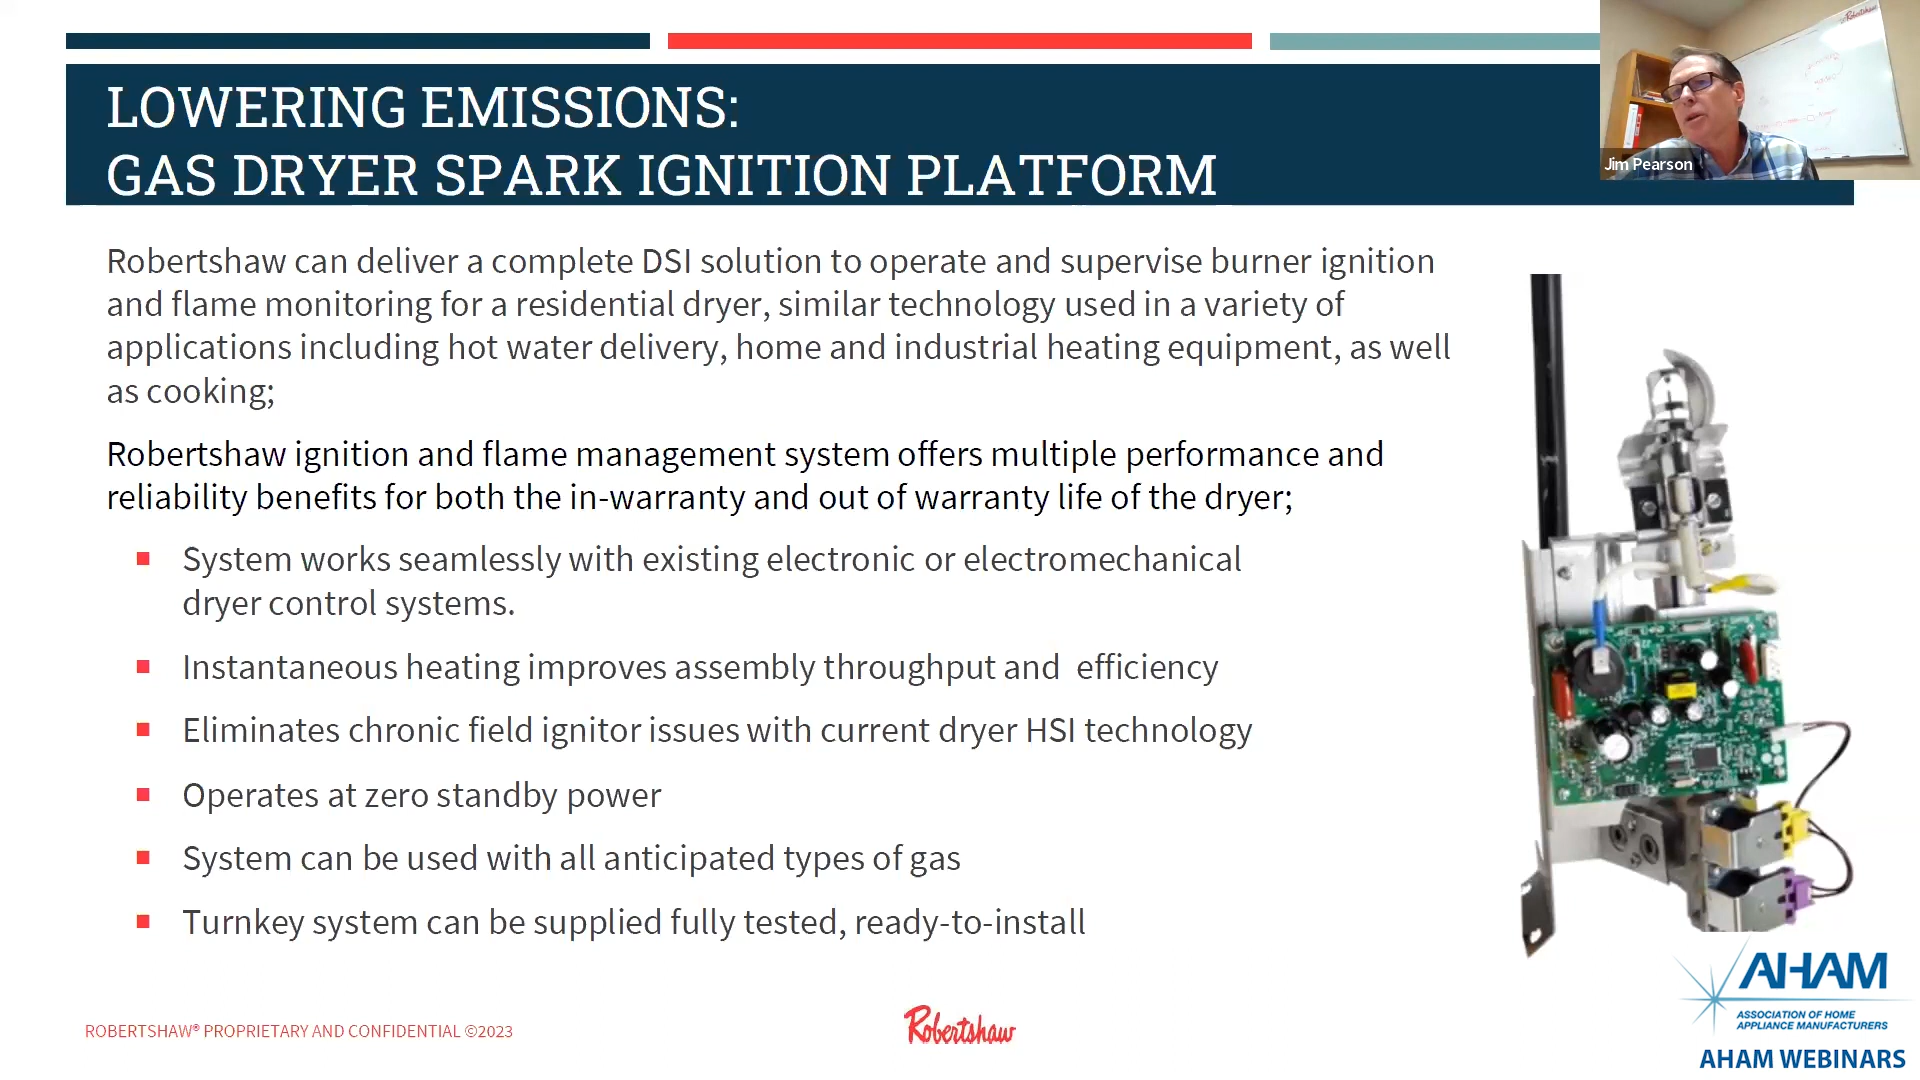 LOWERING EMISSIONS:
GAS DRYER SPARK IGNITION PLATFORM
Jim Pearson
Robertshaw can deliver a complete DSI solution to operate and supervise burner ignition
and flame monitoring for a residential dryer, similar technology used in a variety of
applications including hot water delivery, home and industrial heating equipment, as well
as cooking;
Robertshaw ignition and flame management system offers multiple performance and
reliability benefits for both the in-warranty and out of warranty life of the dryer;
System works seamlessly with existing electronic or electromechanical
dryer control systems.
Instantaneous heating improves assembly throughput and  efficiency
Eliminates chronic field ignitor issues with current dryer HSI technology
Operates at zero standby power
System can be used with all anticipated types of gas
Turnkey system can be supplied fully tested, ready-to-install
ROBERTSHAW® PROPRIETARY AND CONFIDENTIAL ©2023
Robertshaw
AHAM
ASSOCIATION OF HOME
APPLIANCE MANUFACTURERS
AHAM WEBINARS